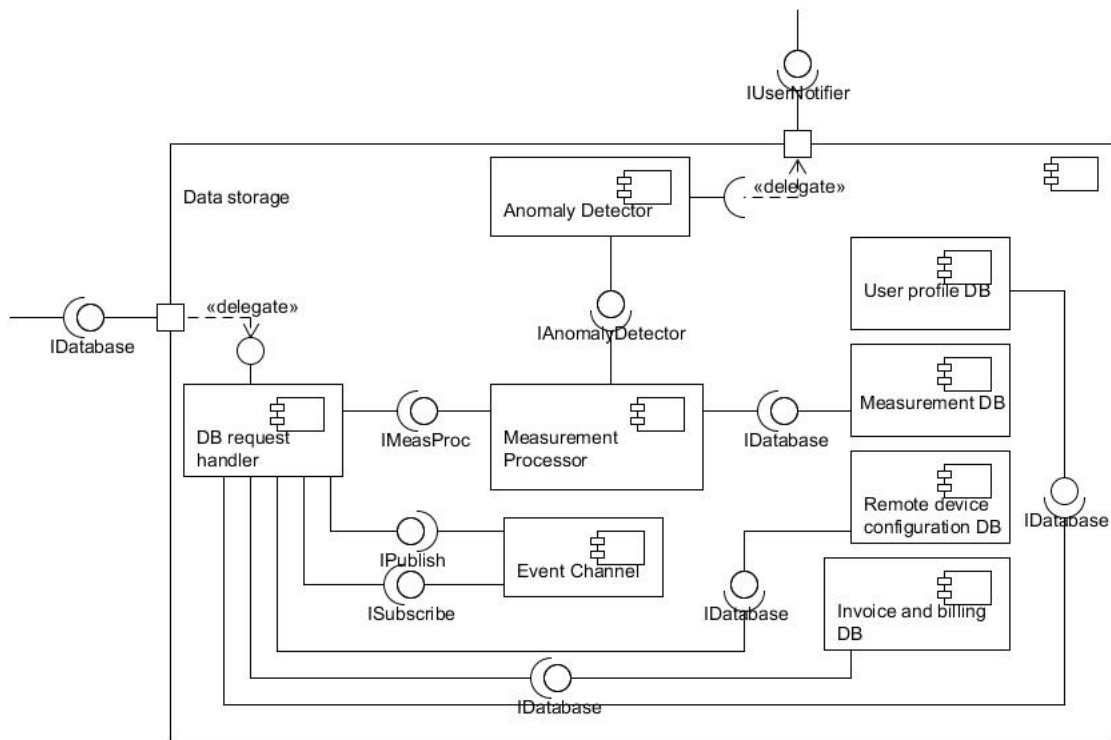 IUserNotifier
Data storage
Anomaly Detector
«delegate»
«delegate»
User profile DB
IDatabase
IAnomalyDetector
DB request
handler
IMeasProc
Measurement
Processor
IDatabase
Measurement DB
Remote device
configuration DB
IDatabase
IPublish
Event Channel
ISubscribe
IDatabase
Invoice and billing
DB
IDatabase